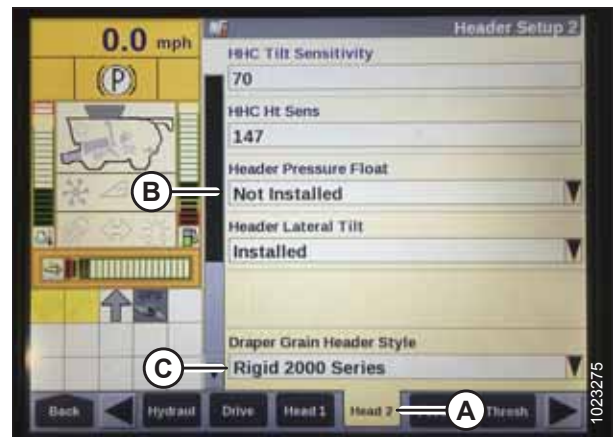 0.0 mph
Header Setup 2
(P)
HHC Tilt Sensitivity
70
HHC Ht Sens
147
Header Pressure Float
B
Not Installed
Header Lateral Tilt
Installed
Draper Grain Header Style
C
Rigid 2000 Series
Back
Hydraul
Drive
Head 1
Head 2
A
Thresh
1023275